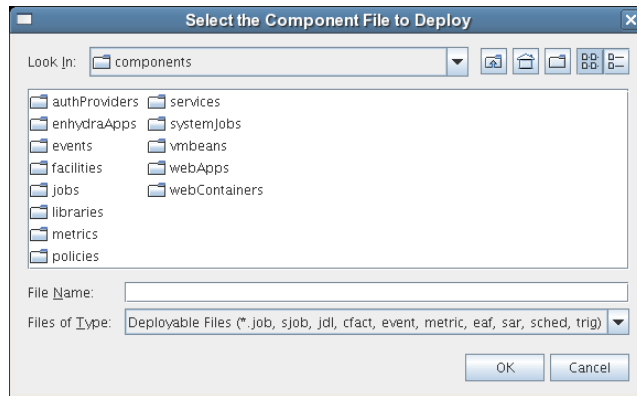 Select the Component File to Deploy
Look In: components
authProviders services
enhydraApps systemJobs
events vmbeans
facilities webApps
jobs webContainers
libraries
metrics
policies
File Name:
Files of Type: Deployable Files (*.job, sjob, jdl, cfact, event, metric, eaf, sar, sched, trig)
OK Cancel